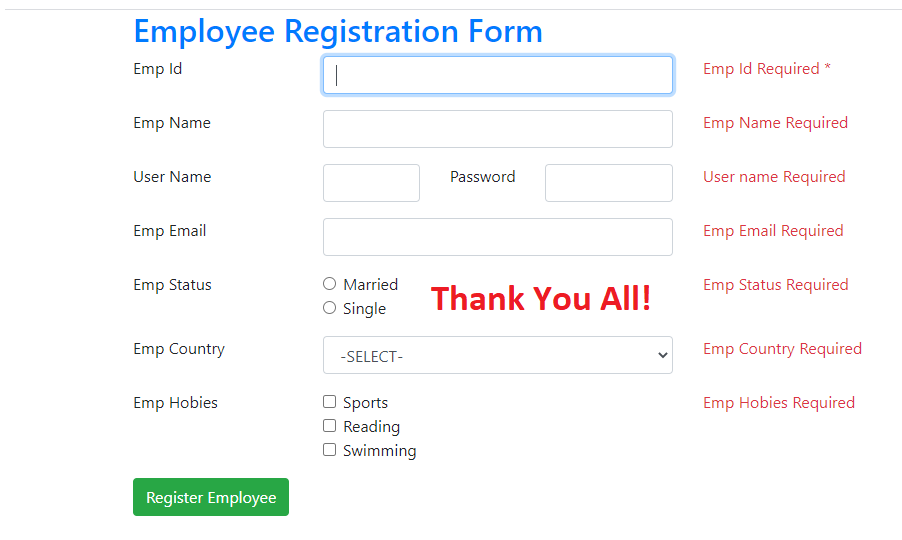 Employee Registration Form
Emp Id Emp Id Required *
Emp Name Emp Name Required
User Name Password User name Required
Emp Email Emp Email Required
Emp Status Married Emp Status Required
Single
Thank You All!
Emp Country -SELECT- Emp Country Required
Emp Hobies Sports Emp Hobies Required
Reading
Swimming
Register Employee